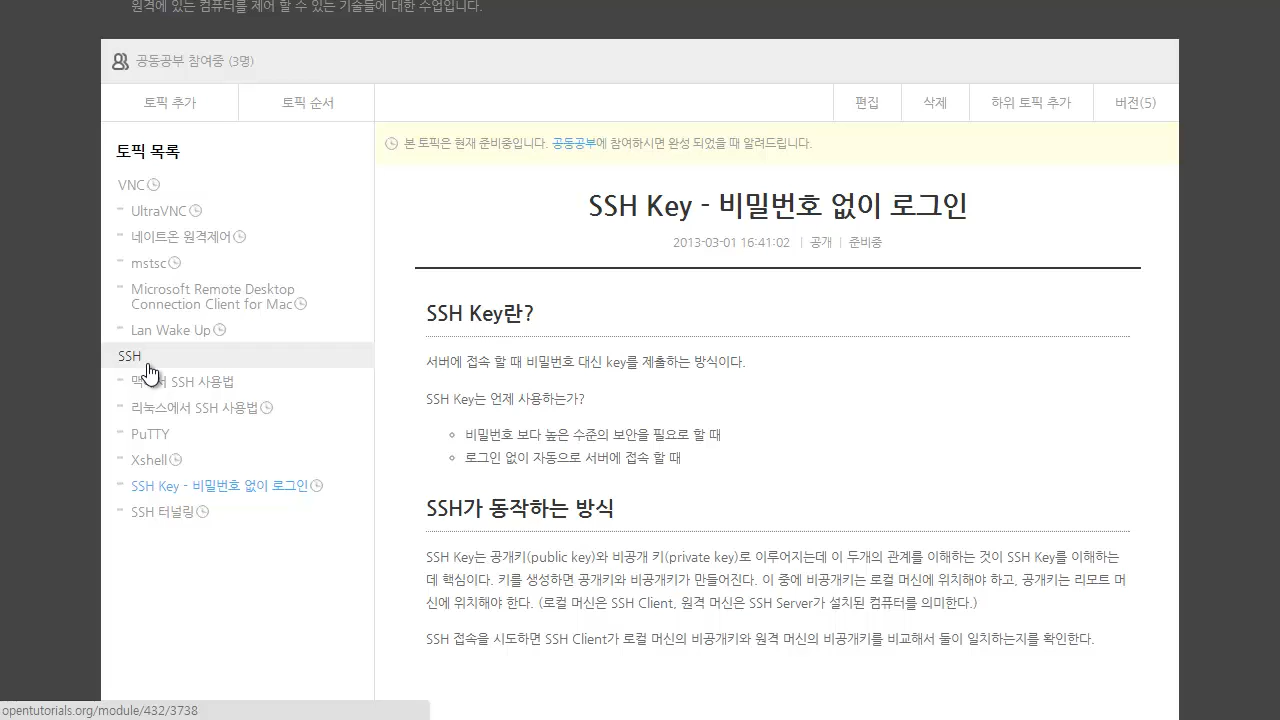 원격에 있는 컴퓨터를 제어 할 수 있는 기술들에 대한 수업입니다.
공동공부 참여중 (3명)
토픽 추가
토픽 순서
편집
삭제
하위 토픽 추가
버전(5)
토픽 목록
VNC
UltraVNC
네이트온 원격제어
mstsc
Microsoft Remote Desktop
Connection Client for Mac
Lan Wake Up
SSH
SSH 사용법
리눅스에서 SSH 사용법
PuTTY
Xshell
SSH Key - 비밀번호 없이 로그인
SSH 터널링
본 토픽은 현재 준비중입니다. 공동공부에 참여하시면 완성 되었을 때 알려드립니다.
SSH Key - 비밀번호 없이 로그인
2013-03-01 16:41:02 | 공개 | 준비중
SSH Key란?
서버에 접속 할 때 비밀번호 대신 key를 제출하는 방식이다.
SSH Key는 언제 사용하는가?
비밀번호 보다 높은 수준의 보안을 필요로 할 때
로그인 없이 자동으로 서버에 접속 할 때
SSH가 동작하는 방식
SSH Key는 공개키(public key)와 비공개 키(private key)로 이루어지는데 이 두개의 관계를 이해하는 것이 SSH Key를 이해하는
데 핵심이다. 키를 생성하면 공개키와 비공개키가 만들어진다. 이 중에 비공개키는 로컬 머신에 위치해야 하고, 공개키는 리모트 머
신에 위치해야 한다. (로컬 머신은 SSH Client, 원격 머신은 SSH Server가 설치된 컴퓨터를 의미한다.)
SSH 접속을 시도하면 SSH Client가 로컬 머신의 비공개키와 원격 머신의 비공개키를 비교해서 둘이 일치하는지를 확인한다.
opentutorials.org/module/432/3738